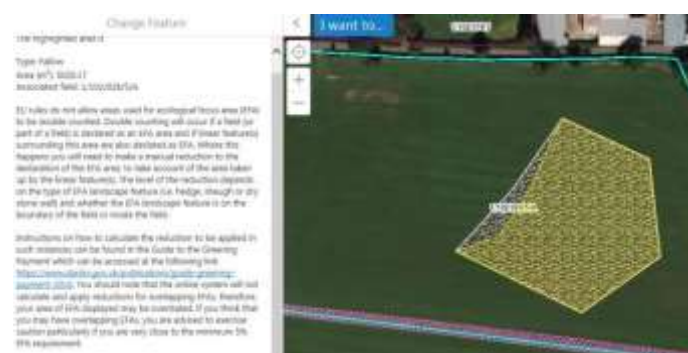 Change Feature
I want to...
The highlighted area is
Type: Fallow
Area (m²):
Associated field:
EU rules do not allow areas used for ecological focus area (EFA)
to be double counted. Double counting will occur if a field (or
part of a field) is declared as an EFA area and if linear feature(s)
surrounding this area are also declared as EFA. Where this
happens you will need to make a manual reduction to the
declaration of the EFA area, to take account of the area taken
up by the linear feature(s). The level of the reduction depends
on the type of EFA landscape feature (i.e. hedge, sheugh or dry
stone wall) and whether the EFA landscape feature is on the
boundary of the field or inside the field.
Instructions on how to calculate the reduction to be applied in
such instances can be found in the Guide to the Greening
Payment which can be accessed at the following link
You should note that the online system will not
calculate and apply reductions for overlapping EFAs, therefore,
your area of EFA displayed may be overstated. If you think that
you may have overlapping EFAs, you are advised to exercise
caution particularly if you are very close to the minimum 5%
EFA requirement.